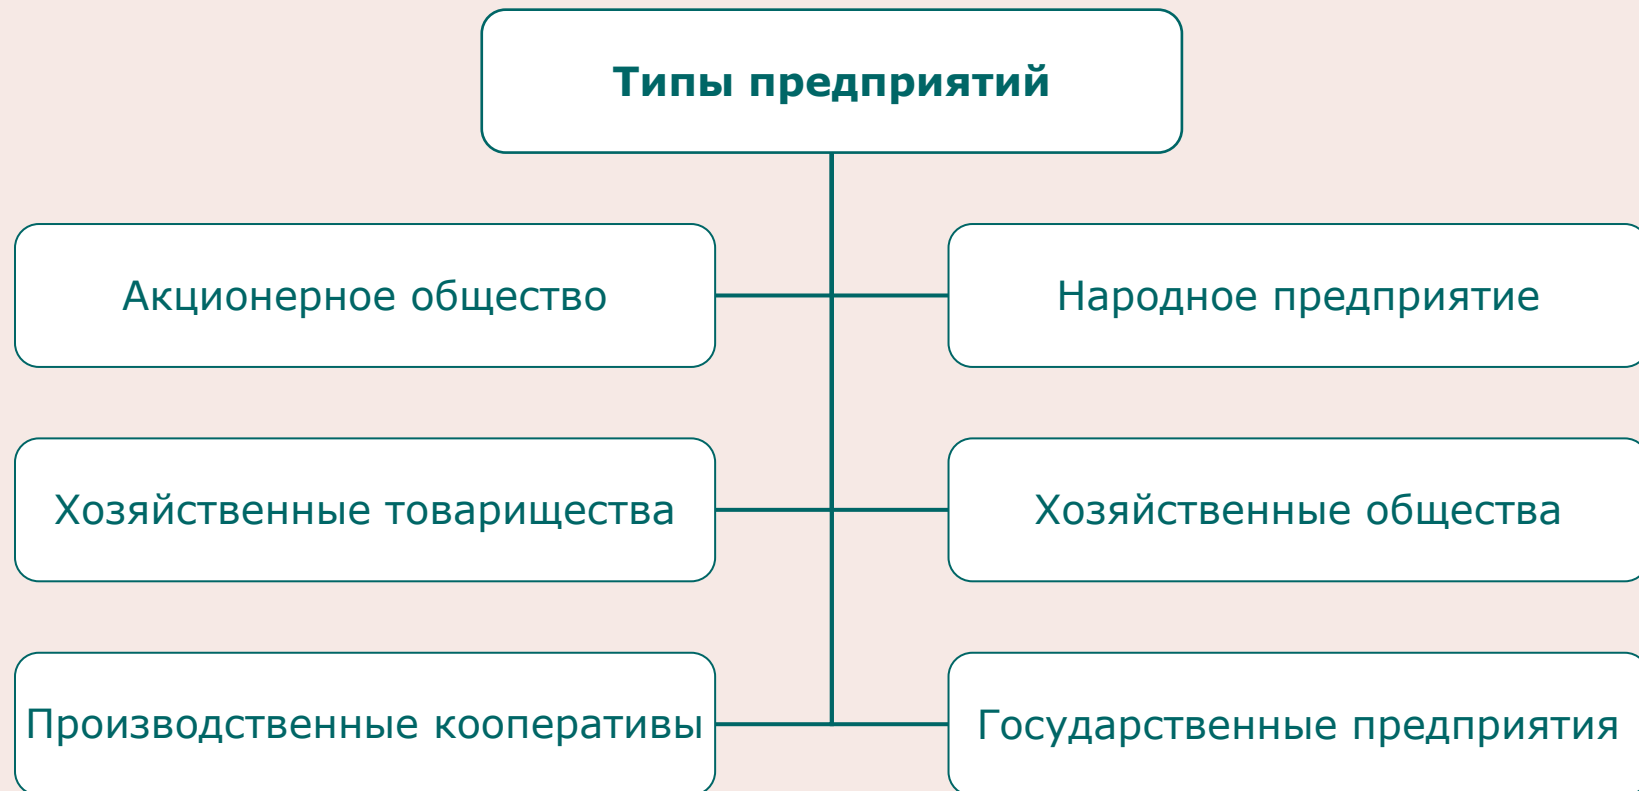 Типы предприятий
Акционерное общество
Народное предприятие
Хозяйственные товарищества
Хозяйственные общества
Производственные кооперативы
Государственные предприятия